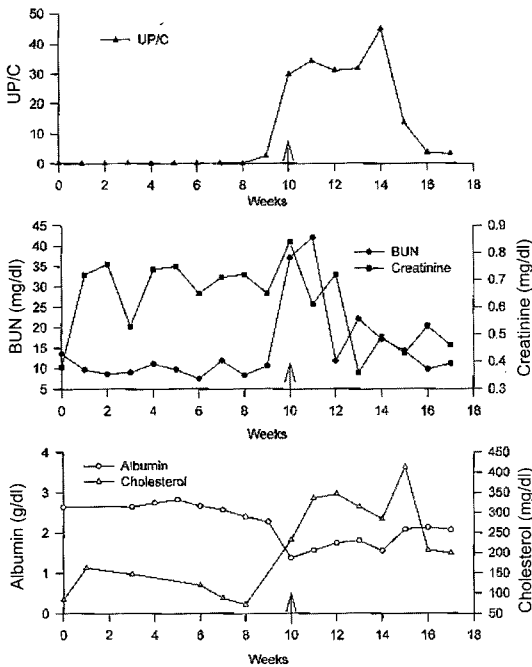 50
40
30
20
10
0
UP/C
UP/C
0 2 4 6 8 10 12 14 16 18
Weeks
45
40
35
30
25
20
15
10
5
BUN (mg/dl)
BUN
Creatinine
0.9
0.8
0.7
0.6
0.5
0.4
0.3
Creatinine (mg/dl)
0 2 4 6 8 10 12 14 16 18
Weeks
4
3
2
1
0
Albumin (g/dl)
Albumin
Cholesterol
450
400
350
300
250
200
150
100
50
Cholesterol (mg/dl)
0 2 4 6 8 10 12 14 16 18
Weeks